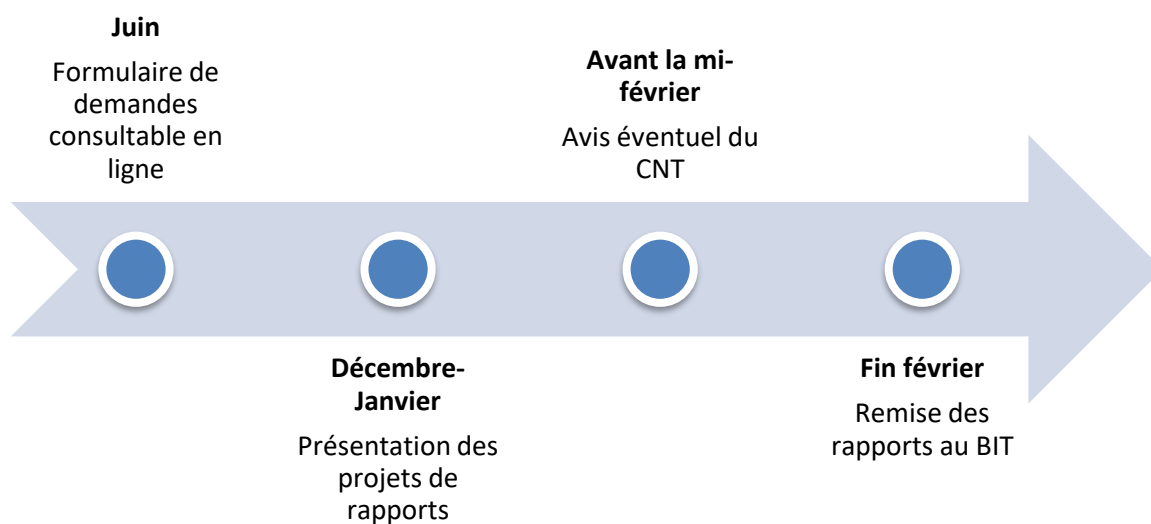 Juin
Formulaire de
demandes
consultable en
ligne
Décembre-
Janvier
Présentation des
projets de
rapports
Avant la mi-
février
Avis éventuel du
CNT
Fin février
Remise des
rapports au BIT